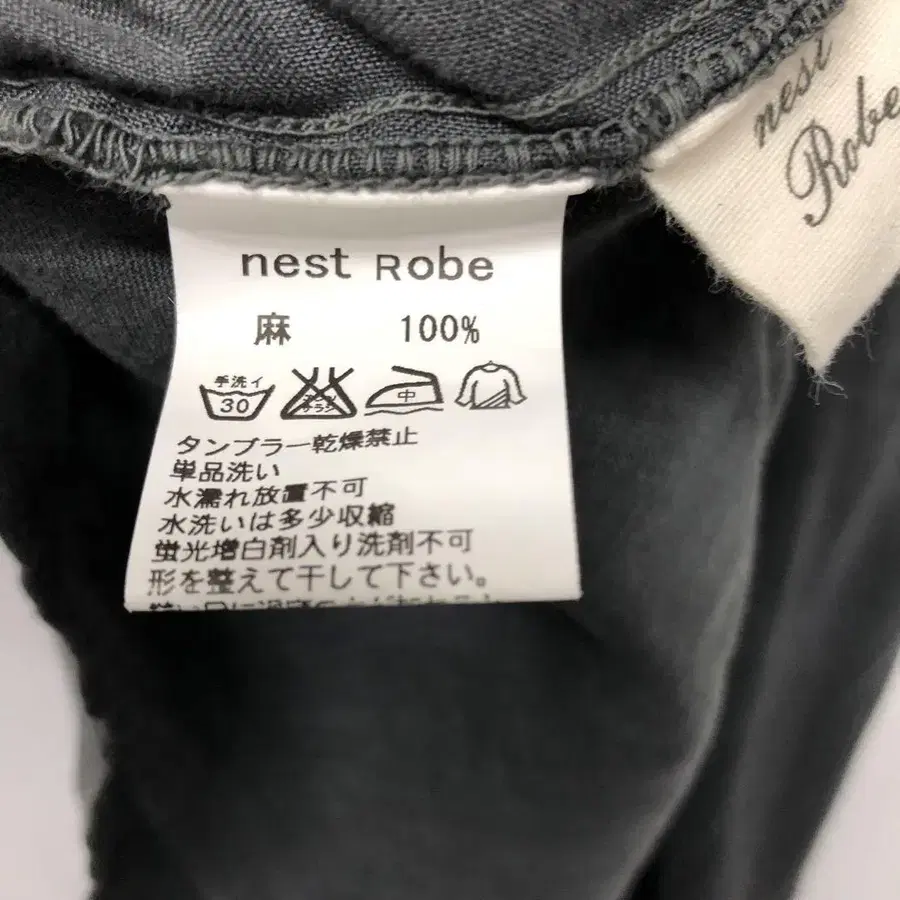 nest Robe
麻 100%
手洗イ
30
中
タンブラー乾燥禁止
単品洗い
水濡れ放置不可
水洗いは多少収縮
蛍光増白剤入り洗剤不可
形を整えて干して下さい。
nest
Robe